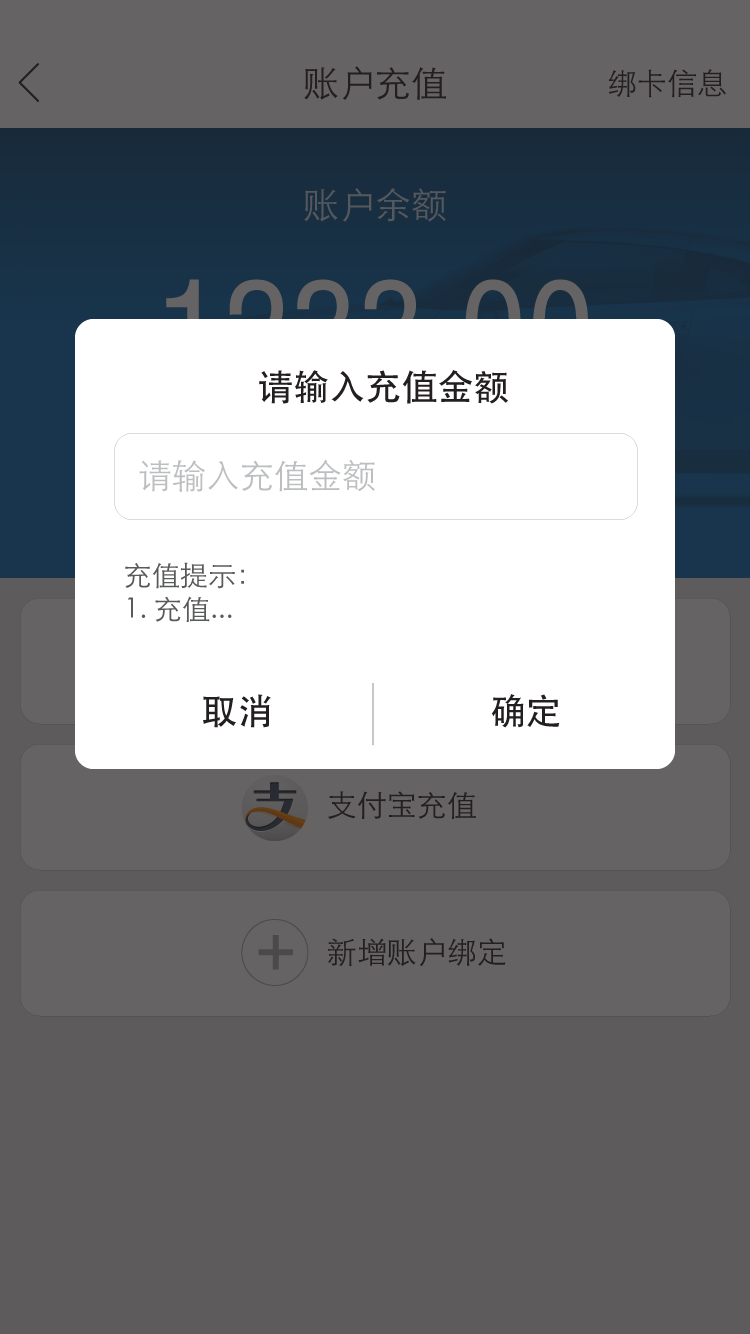 账户充值
绑卡信息
账户余额
请输入充值金额
请输入充值金额
充值提示：
1. 充值...
取消
确定
支 支付宝充值
新增账户绑定